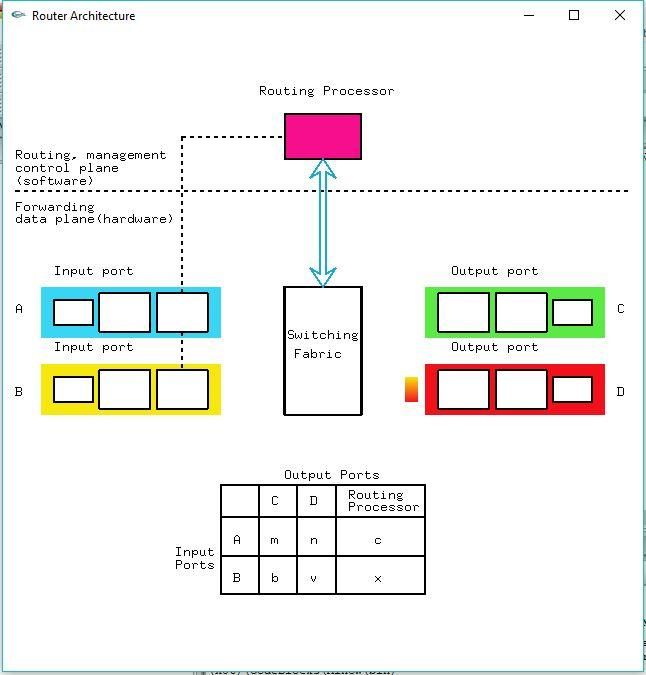 Router Architecture
Routing Processor
Routing, management
control plane
(software)
Forwarding
data plane(hardware)
Input port
Output port
A
C
Input port
Output port
Switching
Fabric
B
D
Output Ports
C D Routing
Processor
A m n c
Input
Ports
B b v x